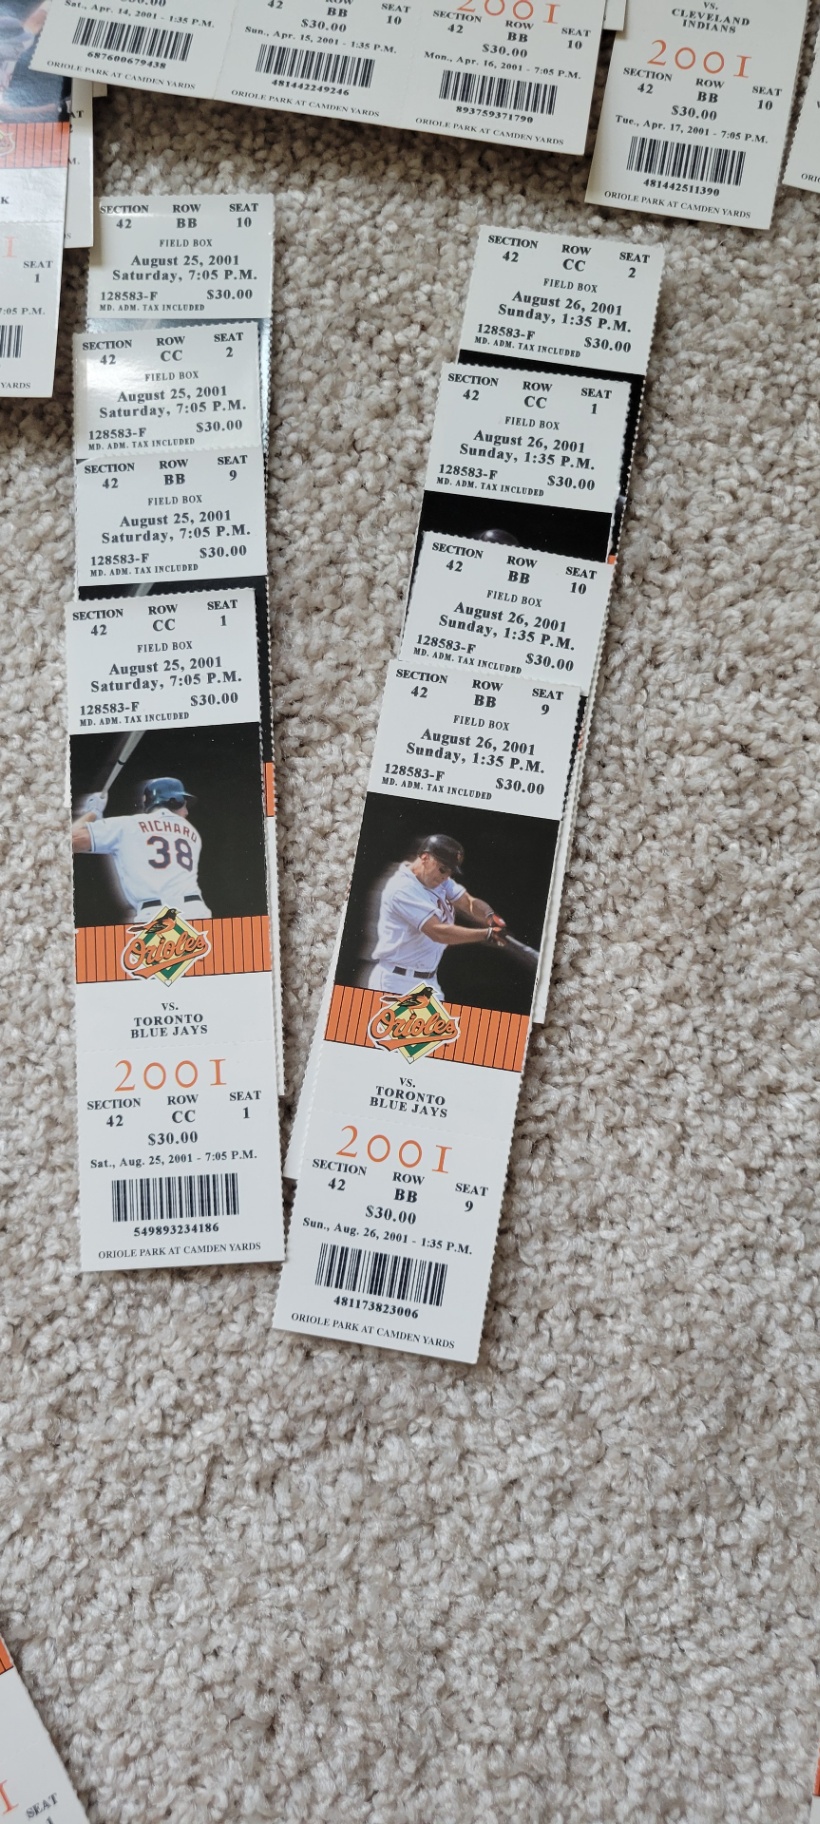 Sat., Apr. 14, 2001 - 1:35 P.M.
687600679438
ORIOLE PARK AT CAMDEN YARDS
42 BB SEAT 10
$30.00
Sun., Apr. 15, 2001 - 1:35 P.M.
481442249246
ORIOLE PARK AT CAMDEN YARDS
2001
SECTION ROW SEAT
42 BB 10
$30.00
Mon., Apr. 16, 2001 - 7:05 P.M.
893759371790
ORIOLE PARK AT CAMDEN YARDS
VS.
CLEVELAND
INDIANS
2001
SECTION ROW SEAT
42 BB 10
$30.00
Tue., Apr. 17, 2001 - 7:05 P.M.
481442511390
ORIOLE PARK AT CAMDEN YARDS
SEAT
1
SECTION ROW SEAT
42 BB 10
FIELD BOX
August 25, 2001
Saturday, 7:05 P.M.
128583-F $30.00
MD. ADM. TAX INCLUDED
SECTION ROW SEAT
42 CC 2
FIELD BOX
August 25, 2001
Saturday, 7:05 P.M.
128583-F $30.00
MD. ADM. TAX INCLUDED
SECTION ROW SEAT
42 BB 9
FIELD BOX
August 25, 2001
Saturday, 7:05 P.M.
128583-F $30.00
MD. ADM. TAX INCLUDED
SECTION ROW SEAT
42 CC 1
FIELD BOX
August 25, 2001
Saturday, 7:05 P.M.
128583-F $30.00
MD. ADM. TAX INCLUDED
RICHARD
38
Orioles
VS.
TORONTO
BLUE JAYS
2001
SECTION ROW SEAT
42 CC 1
$30.00
Sat., Aug. 25, 2001 - 7:05 P.M.
549893234186
ORIOLE PARK AT CAMDEN YARDS
SECTION ROW SEAT
42 CC 2
FIELD BOX
August 26, 2001
Sunday, 1:35 P.M.
128583-F $30.00
MD. ADM. TAX INCLUDED
SECTION ROW SEAT
42 CC 1
FIELD BOX
August 26, 2001
Sunday, 1:35 P.M.
128583-F $30.00
MD. ADM. TAX INCLUDED
SECTION ROW SEAT
42 BB 10
FIELD BOX
August 26, 2001
Sunday, 1:35 P.M.
128583-F $30.00
MD. ADM. TAX INCLUDED
SECTION ROW SEAT
42 BB 9
FIELD BOX
August 26, 2001
Sunday, 1:35 P.M.
128583-F $30.00
MD. ADM. TAX INCLUDED
Orioles
VS.
TORONTO
BLUE JAYS
2001
SECTION ROW SEAT
42 BB 9
$30.00
Sun., Aug. 26, 2001 - 1:35 P.M.
481173823006
ORIOLE PARK AT CAMDEN YARDS
SEAT